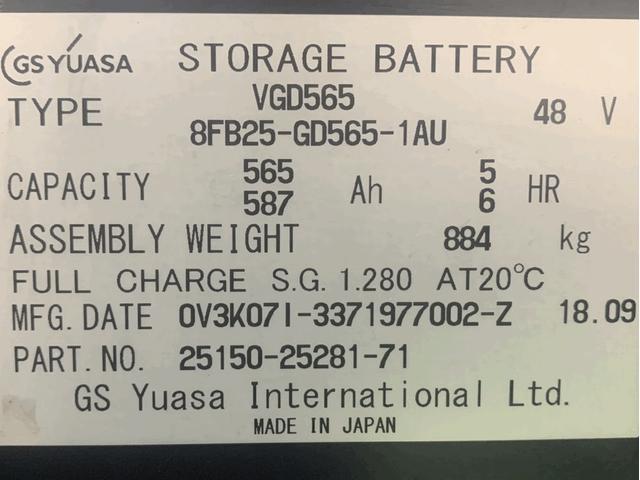 GS YUASA STORAGE BATTERY
TYPE VGD565 48 V
8FB25-GD565-1AU
CAPACITY 565 Ah 5 HR
587 6
ASSEMBLY WEIGHT 884 kg
FULL CHARGE S.G. 1.280 AT20°C
MFG. DATE 0V3K07I-3371977002-Z 18.09
PART. NO. 25150-25281-71
GS Yuasa International Ltd.
MADE IN JAPAN